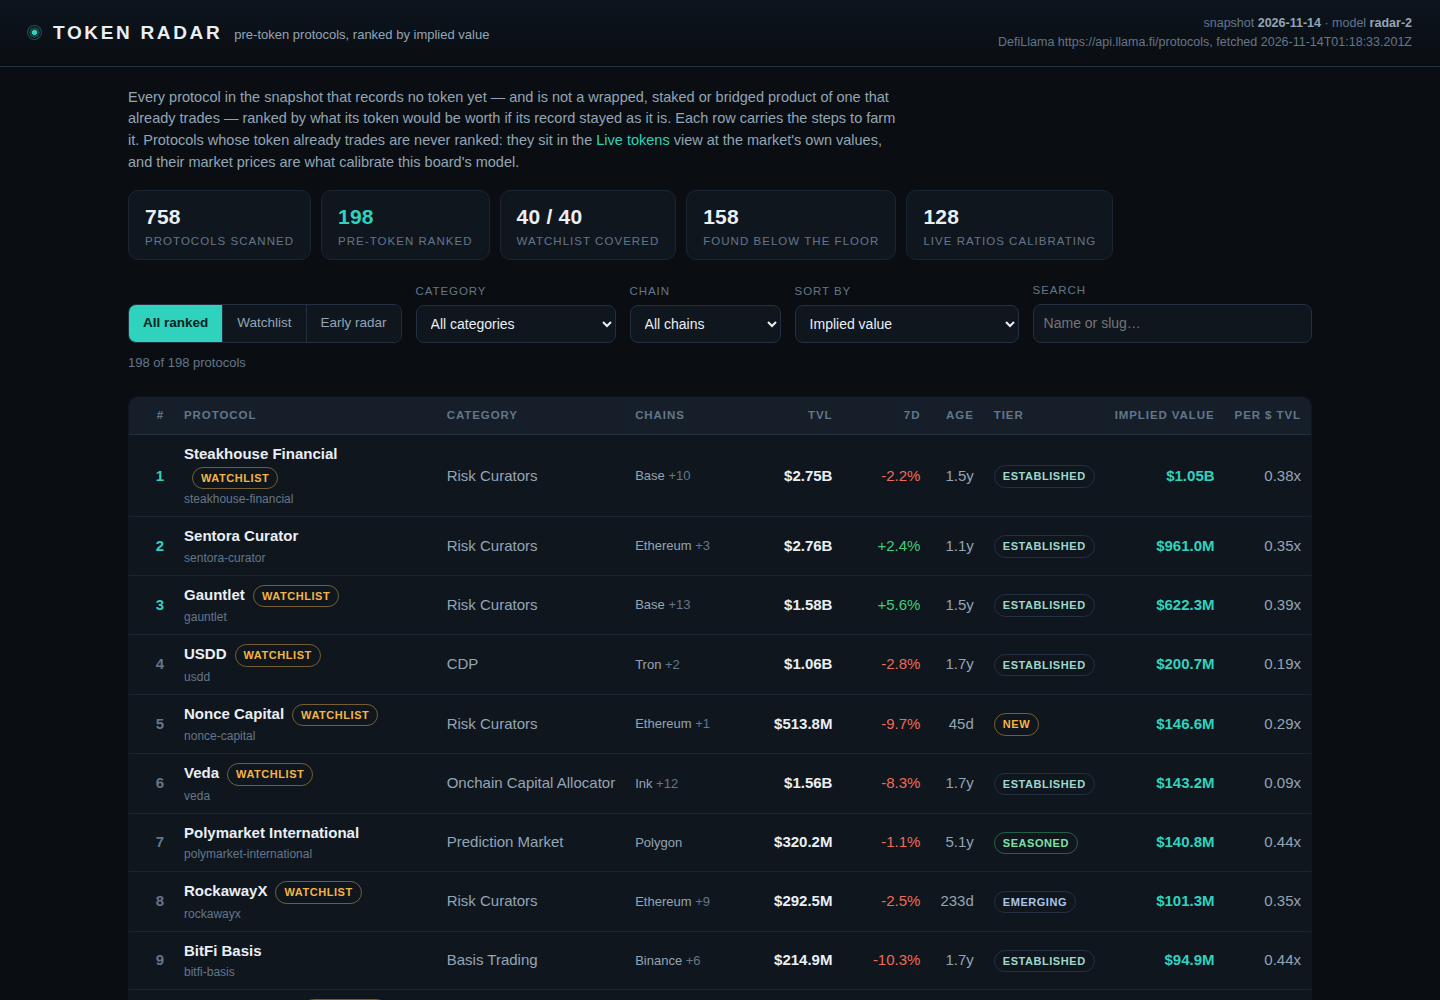 TOKEN RADAR pre-token protocols, ranked by implied value
snapshot 2026-11-14 · model radar-2
DefiLlama https://api.llama.fi/protocols, fetched 2026-11-14T01:18:33.201Z
Every protocol in the snapshot that records no token yet — and is not a wrapped, staked or bridged product of one that
already trades — ranked by what its token would be worth if its record stayed as it is. Each row carries the steps to farm
it. Protocols whose token already trades are never ranked: they sit in the Live tokens view at the market's own values,
and their market prices are what calibrate this board's model.
758
PROTOCOLS SCANNED
198
PRE-TOKEN RANKED
40 / 40
WATCHLIST COVERED
158
FOUND BELOW THE FLOOR
128
LIVE RATIOS CALIBRATING
All ranked Watchlist Early radar
CATEGORY
All categories
CHAIN
All chains
SORT BY
Implied value
SEARCH
Name or slug…
198 of 198 protocols
# PROTOCOL CATEGORY CHAINS TVL 7D AGE TIER IMPLIED VALUE PER $ TVL
1 Steakhouse Financial WATCHLIST steakhouse-financial Risk Curators Base +10 $2.75B -2.2% 1.5y ESTABLISHED $1.05B 0.38x
2 Sentora Curator sentora-curator Risk Curators Ethereum +3 $2.76B +2.4% 1.1y ESTABLISHED $961.0M 0.35x
3 Gauntlet WATCHLIST gauntlet Risk Curators Base +13 $1.58B +5.6% 1.5y ESTABLISHED $622.3M 0.39x
4 USDD WATCHLIST usdd CDP Tron +2 $1.06B -2.8% 1.7y ESTABLISHED $200.7M 0.19x
5 Nonce Capital WATCHLIST nonce-capital Risk Curators Ethereum +1 $513.8M -9.7% 45d NEW $146.6M 0.29x
6 Veda WATCHLIST veda Onchain Capital Allocator Ink +12 $1.56B -8.3% 1.7y ESTABLISHED $143.2M 0.09x
7 Polymarket International polymarket-international Prediction Market Polygon $320.2M -1.1% 5.1y SEASONED $140.8M 0.44x
8 RockawayX WATCHLIST rockawayx Risk Curators Ethereum +9 $292.5M -2.5% 233d EMERGING $101.3M 0.35x
9 BitFi Basis bitfi-basis Basis Trading Binance +6 $214.9M -10.3% 1.7y ESTABLISHED $94.9M 0.44x